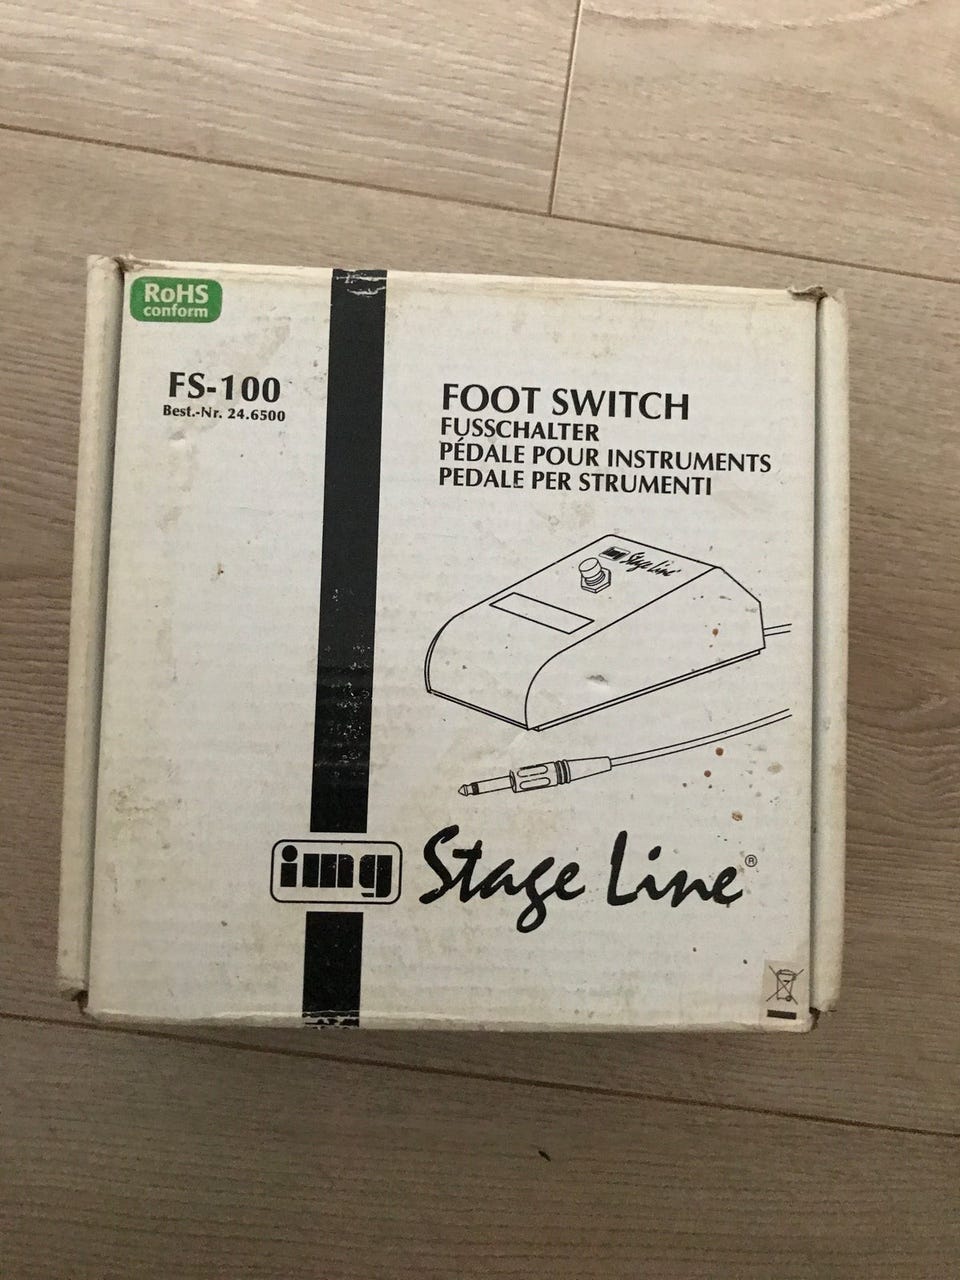 RoHS
conform
FS-100
Best.-Nr. 24.6500
FOOT SWITCH
FUSSCHALTER
PÉDALE POUR INSTRUMENTS
PEDALE PER STRUMENTI
img Stage Line
img Stage Line®